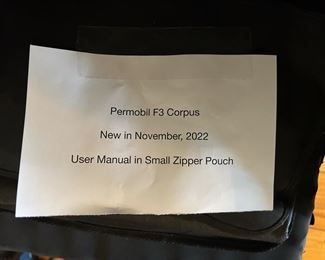 Permobil F3 Corpus
New in November, 2022
User Manual in Small Zipper Pouch